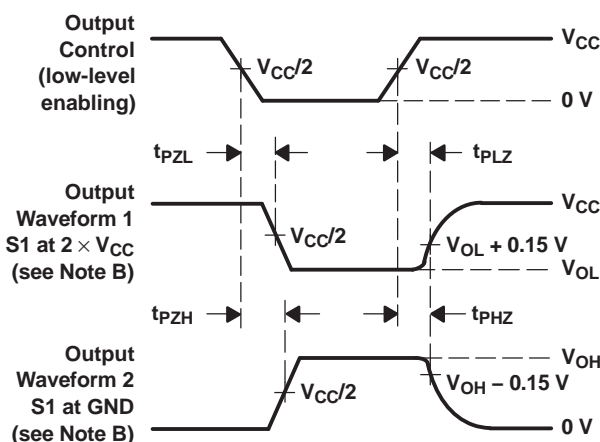 Output
Control
(low-level
enabling)
VCC/2
VCC/2
VCC
0 V
tPZL
tPLZ
Output
Waveform 1
S1 at 2 × VCC
(see Note B)
VCC/2
VCC
VOL + 0.15 V
VOL
tPZH
tPHZ
Output
Waveform 2
S1 at GND
(see Note B)
VCC/2
VOH
VOH − 0.15 V
0 V